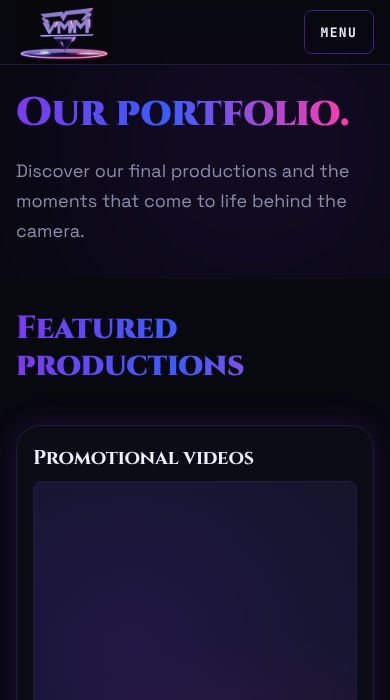 VMM
MENU
Our portfolio.
Discover our final productions and the
moments that come to life behind the
camera.
Featured
productions
Promotional videos